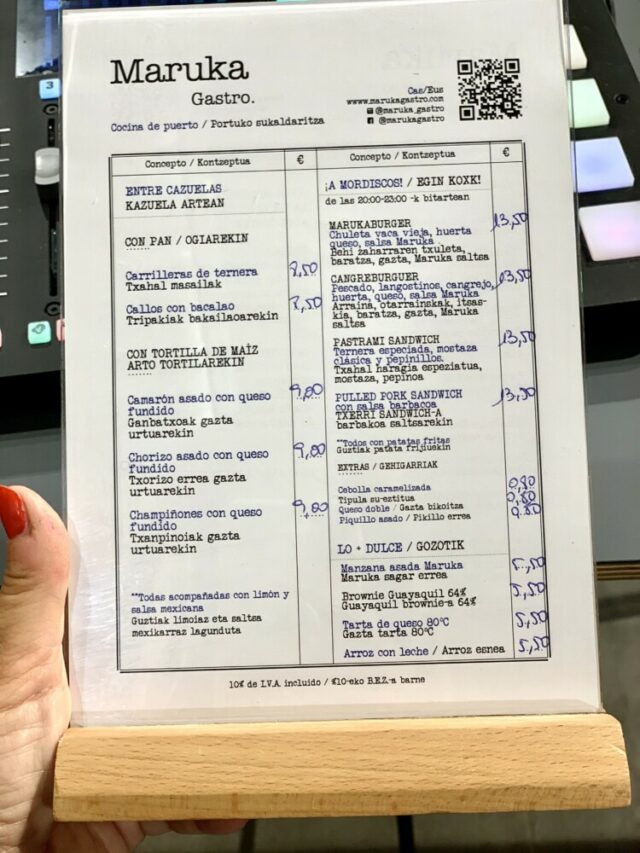 Maruka
Gastro.
Cocina de puerto / Portuko sukaldaritza
Cas/Eus
www.marukagastro.com
@maruka_gastro
@marukagastro
Concepto / Kontzeptua €
ENTRE CAZUELAS
KAZUELA ARTEAN
CON PAN / OGIAREKIN
Carrilleras de ternera
Txahal masailak
Callos con bacalao
Tripakiak bakailaoarekin 8,50
CON TORTILLA DE MAÍZ
ARTO TORTILAREKIN
Camarón asado con queso 9,00
fundido
Ganbatxoak gazta
urtuarekin
Chorizo asado con queso 9,00
fundido
Txorizo errea gazta
urtuarekin
Champiñones con queso 9,00
fundido
Txanpinoiak gazta
urtuarekin
**Todas acompañadas con limón y
salsa mexicana
Guztiak limoiaz eta saltsa
mexikarraz lagunduta
Concepto / Kontzeptua €
¡A MORDISCOS! / EGIN KOXK!
de las 20:00-23:00 -k bitartean
MARUKABURGER 13,50
Chuleta vaca vieja, huerta
queso, salsa Maruka
Behi zaharraren txuleta,
baratza, gazta, Maruka saltsa
CANGREBURGUER 13,50
Pescado, langostinos, cangrejo,
huerta, queso, salsa Maruka
Arraina, otarrainskak, itsas-
kia, baratza, gazta, Maruka
saltsa
PASTRAMI SANDWICH 13,50
Ternera especiada, mostaza
clásica y pepinillos.
Txahal haragia espeziatua,
mostaza, pepinoa
PULLED PORK SANDWICH 13,50
con salsa barbacoa
TXERRI SANDWICH-A
barbakoa saltsarekin
**Todos con patatas fritas
Guztiak patata frijituekin
EXTRAS / GEHIGARRIAK
Cebolla caramelizada 0,80
Tipula su-eztitua 0,80
Queso doble / Gazta bikoitza
Piquillo asado / Pikillo errea 0.80
LO + DULCE / GOZOTIK
Manzana asada Maruka 5,50
Maruka sagar errea
Brownie Guayaquil 64% 5,50
Guayaquil brownie-a 64%
Tarta de queso 80ºC 5,50
Gazta tarta 80ºC
Arroz con leche / Arroz esnea 5,50
10% de I.V.A. incluido / %10-eko B.E.Z.-a barne
3